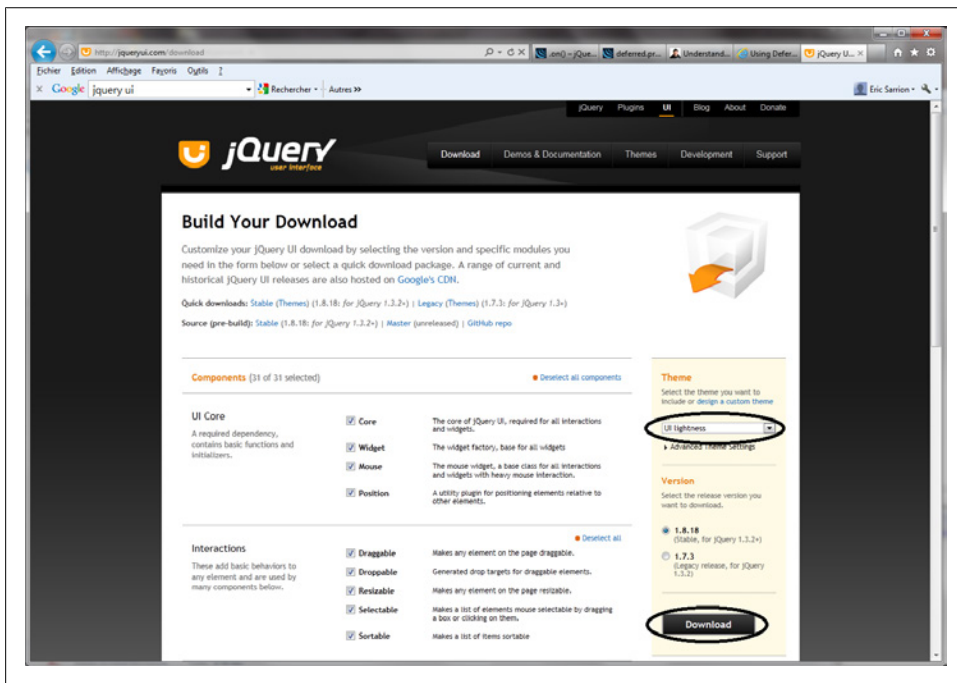 http://jqueryui.com/download
.on() – jQue...
deferred.pr...
Understand...
Using Defer...
jQuery U...
Fichier Edition Affichage Favoris Outils ?
Google jquery ui Rechercher Autres >> Eric Sarrion
jQuery Plugins UI Blog About Donate
jQuery
user interface
Download Demos & Documentation Themes Development Support
Build Your Download
Customize your jQuery UI download by selecting the version and specific modules you
need in the form below or select a quick download package. A range of current and
historical jQuery UI releases are also hosted on Google's CDN.
Quick downloads: Stable (Themes) (1.8.18: for jQuery 1.3.2+) | Legacy (Themes) (1.7.3: for jQuery 1.3+)
Source (pre-build): Stable (1.8.18: for jQuery 1.3.2+) | Master (unreleased) | GitHub repo
Components (31 of 31 selected) Deselect all components
UI Core
A required dependency,
contains basic functions and
initializers.
Core The core of jQuery UI, required for all interactions
and widgets.
Widget The widget factory, base for all widgets
Mouse The mouse widget, a base class for all interactions
and widgets with heavy mouse interaction.
Position A utility plugin for positioning elements relative to
other elements.
Deselect all
Interactions
These add basic behaviors to
any element and are used by
many components below.
Draggable Makes any element on the page draggable.
Droppable Generated drop targets for draggable elements.
Resizable Makes any element on the page resizable.
Selectable Makes a list of elements mouse selectable by dragging
a box or clicking on them.
Sortable Makes a list of items sortable
Theme
Select the theme you want to
include or design a custom theme
UI lightness
Advanced Theme Settings
Version
Select the release version you
want to download.
1.8.18
(Stable, for jQuery 1.3.2+)
1.7.3
(Legacy release, for jQuery
1.3.2)
Download